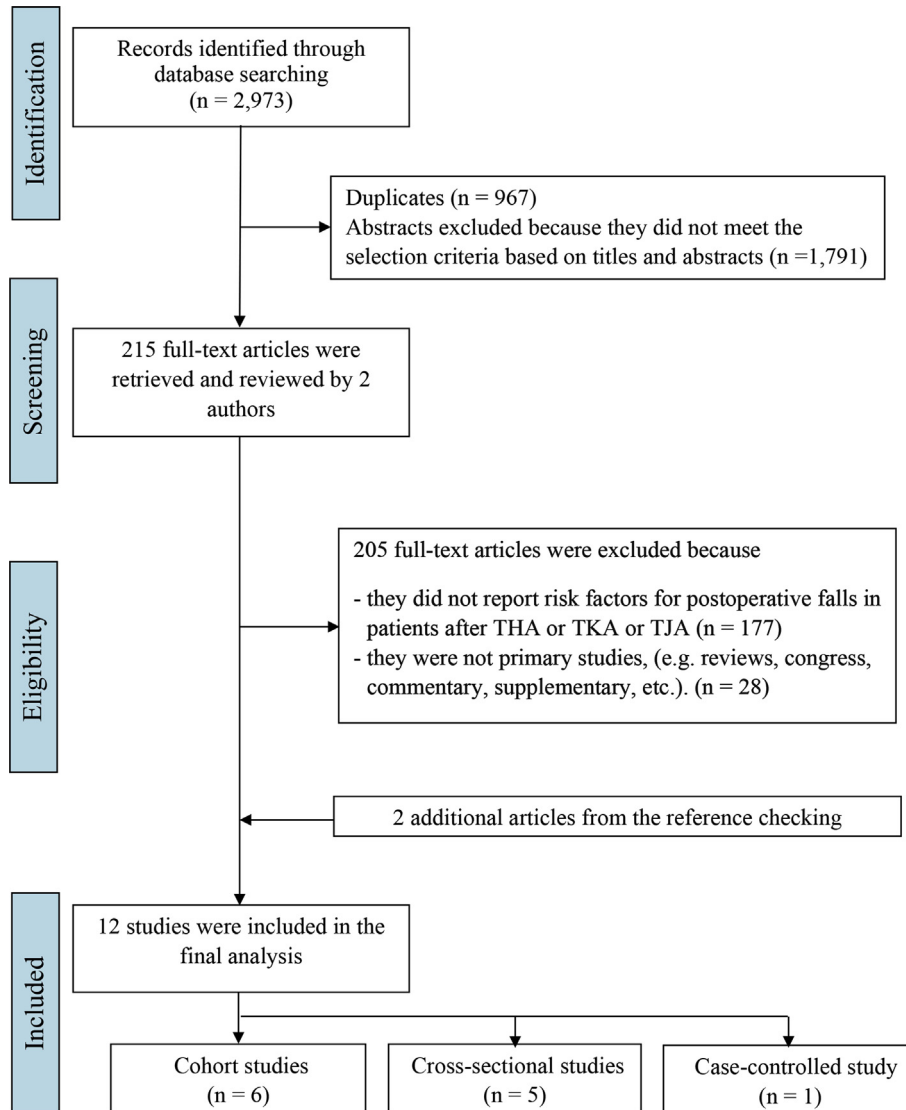 Identification
Records identified through
database searching
(n = 2,973)
Duplicates (n = 967)
Abstracts excluded because they did not meet the
selection criteria based on titles and abstracts (n =1,791)
Screening
215 full-text articles were
retrieved and reviewed by 2
authors
Eligibility
205 full-text articles were excluded because
- they did not report risk factors for postoperative falls in
patients after THA or TKA or TJA (n = 177)
- they were not primary studies, (e.g. reviews, congress,
commentary, supplementary, etc.). (n = 28)
2 additional articles from the reference checking
Included
12 studies were included in the
final analysis
Cohort studies
(n = 6)
Cross-sectional studies
(n = 5)
Case-controlled study
(n = 1)